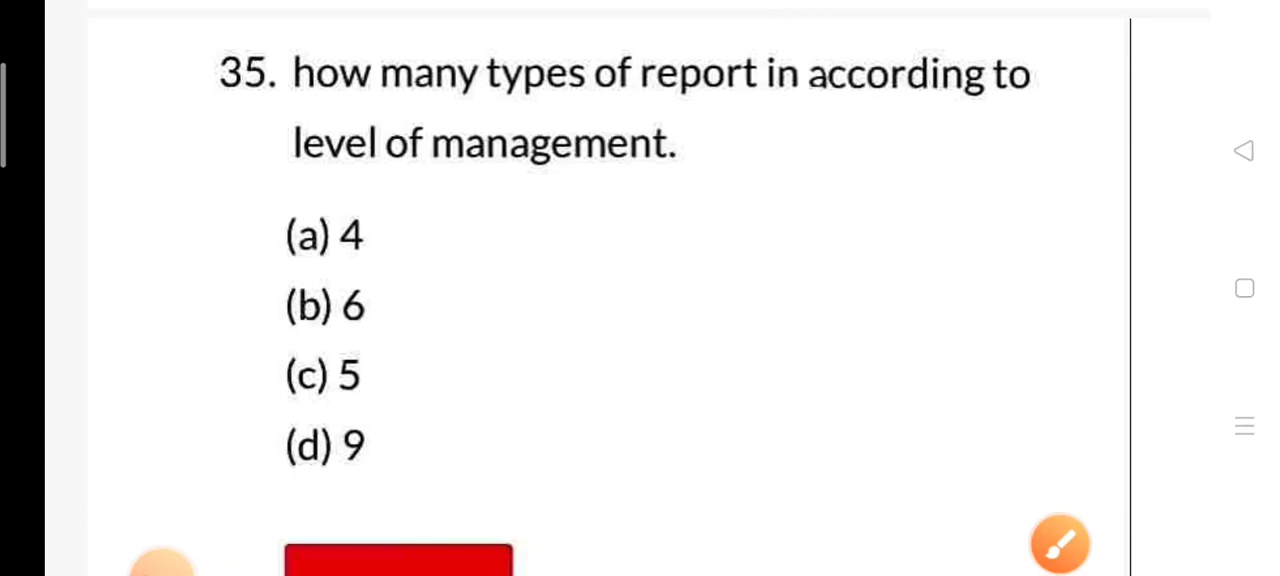 35. how many types of report in according to
level of management.
(a) 4
(b) 6
(c) 5
(d) 9